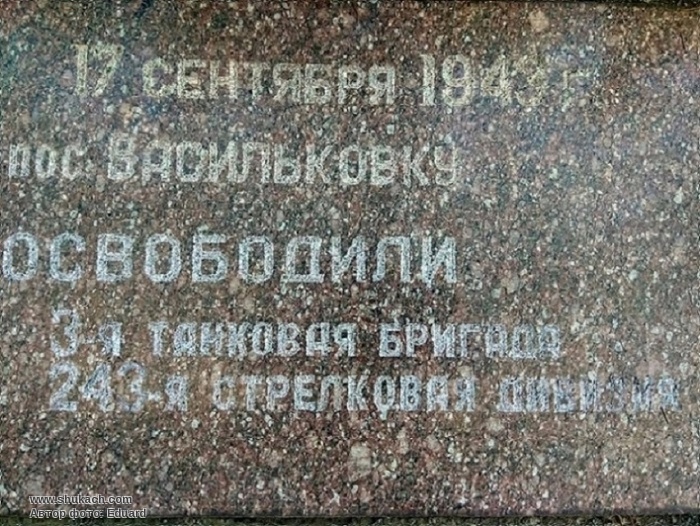 17 СЕНТЯБРЯ 1943 г.
пос. ВАСИЛЬКОВКУ
ОСВОБОДИЛИ
3-я ТАНКОВАЯ БРИГАДА
243-я СТРЕЛКОВАЯ ДИВИЗИЯ
www.shukach.com
Автор фото: Eduard